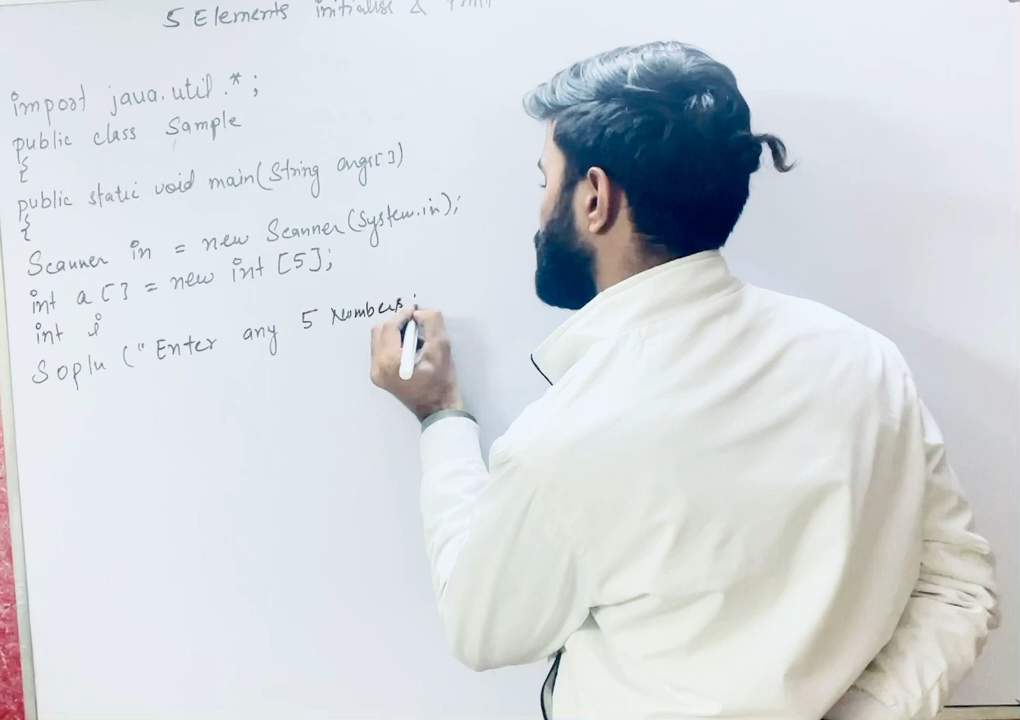 5 Elements initialise & Print
import java.util.*;
public class Sample
{
public static void main(String args[])
{
Scanner in = new Scanner(System.in);
int a[] = new int [5];
int i
Sopln ("Enter any 5 Numbers